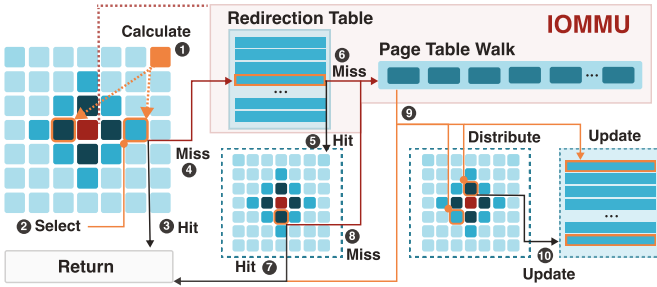 Calculate
1
Redirection Table
IOMMU
6
Miss
Page Table Walk
...
...
9
5 Hit
Distribute
Update
Miss
4
2 Select
3
Hit
8
Miss
...
Return
Hit 7
10
Update